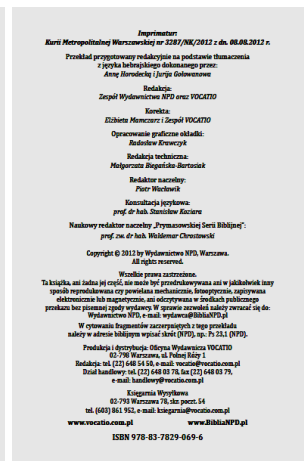 Imprimatur:
Kurii Metropolitalnej Warszawskiej nr 3287/NK/2012 z dn. 08.08.2012 r.
Przekład przygotowany redakcyjnie na podstawie tłumaczenia
z języka hebrajskiego dokonanego przez:
Annę Horodecką i Jurija Gołowanowa
Redakcja:
Zespół Wydawnictwa NPD oraz VOCATIO
Korekta:
Elżbieta Mamczarz i Zespół VOCATIO
Opracowanie graficzne okładki:
Radosław Krawczyk
Redakcja techniczna:
Małgorzata Biegańska-Bartosiak
Redaktor naczelny:
Piotr Wacławik
Konsultacja językowa:
prof. dr hab. Stanisław Koziara
Naukowy redaktor naczelny „Prymasowskiej Serii Biblijnej”:
prof. zw. dr hab. Waldemar Chrostowski
Copyright © 2012 by Wydawnictwo NPD, Warszawa.
All rights reserved.
Wszelkie prawa zastrzeżone.
Ta książka, ani żadna jej część, nie może być przedrukowywana ani w jakikolwiek inny
sposób reprodukowana czy powielana mechanicznie, fotooptycznie, zapisywana
elektronicznie lub magnetycznie, ani odczytywana w środkach publicznego
przekazu bez pisemnej zgody wydawcy. W sprawie zezwoleń należy zwracać się do:
Wydawnictwo NPD, e-mail: wydawca@BibliaNPD.pl
W cytowaniu fragmentów zaczerpniętych z tego przekładu
należy w adresie biblijnym wpisać skrót (NPD), np.: Ps 23,1 (NPD).
Produkcja i dystrybucja: Oficyna Wydawnicza VOCATIO
02-798 Warszawa, ul. Polnej Róży 1
Redakcja: tel. (22) 648 54 50, e-mail: vocatio@vocatio.com.pl
Dział handlowy: tel. (22) 648 03 78, fax (22) 648 03 79,
e-mail: handlowy@vocatio.com.pl
Księgarnia Wysyłkowa
02-793 Warszawa 78, skr. poczt. 54
tel. (603) 861 952, e-mail: ksiegarnia@vocatio.com.pl
www.vocatio.com.pl www.BibliaNPD.pl
ISBN 978-83-7829-069-6